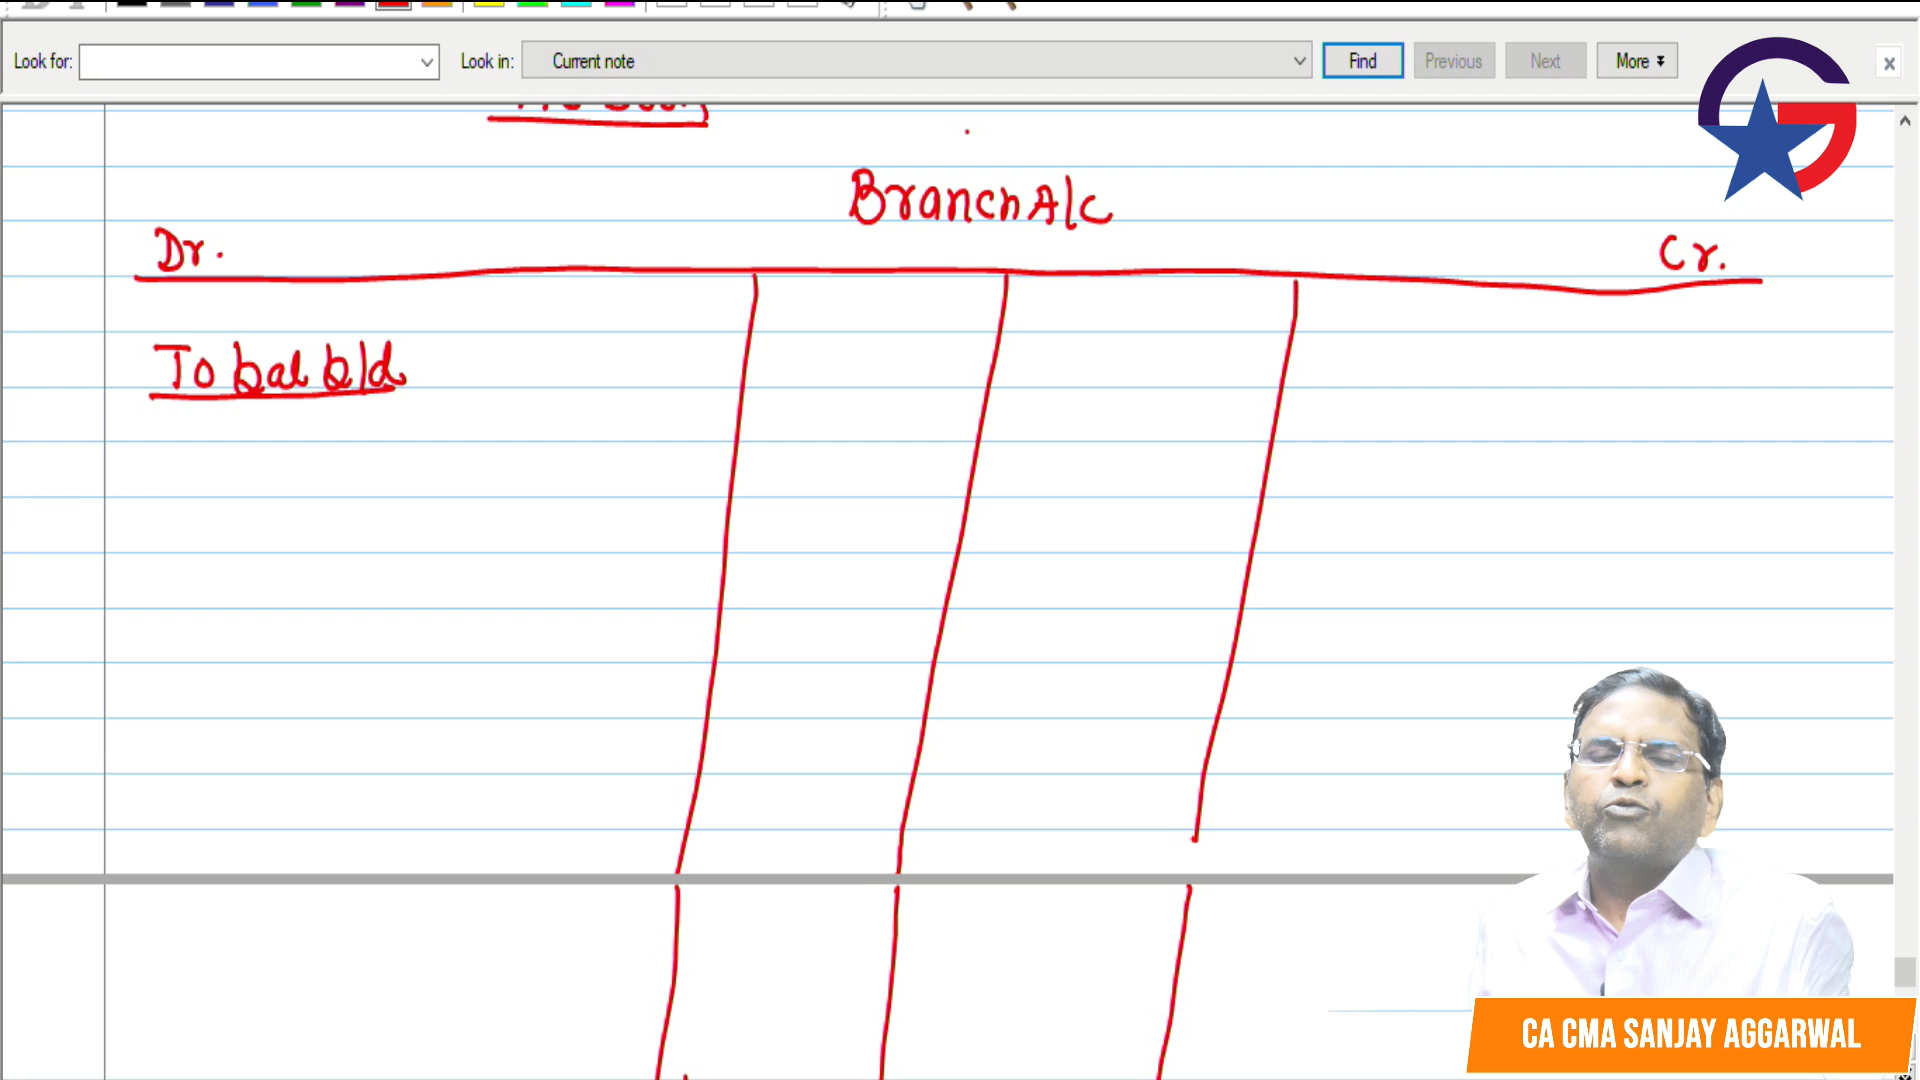 Look for:
Look in: Current note Find Previous Next More
Branch A/c
Dr. Cr.
To bal b/d
CA CMA SANJAY AGGARWAL